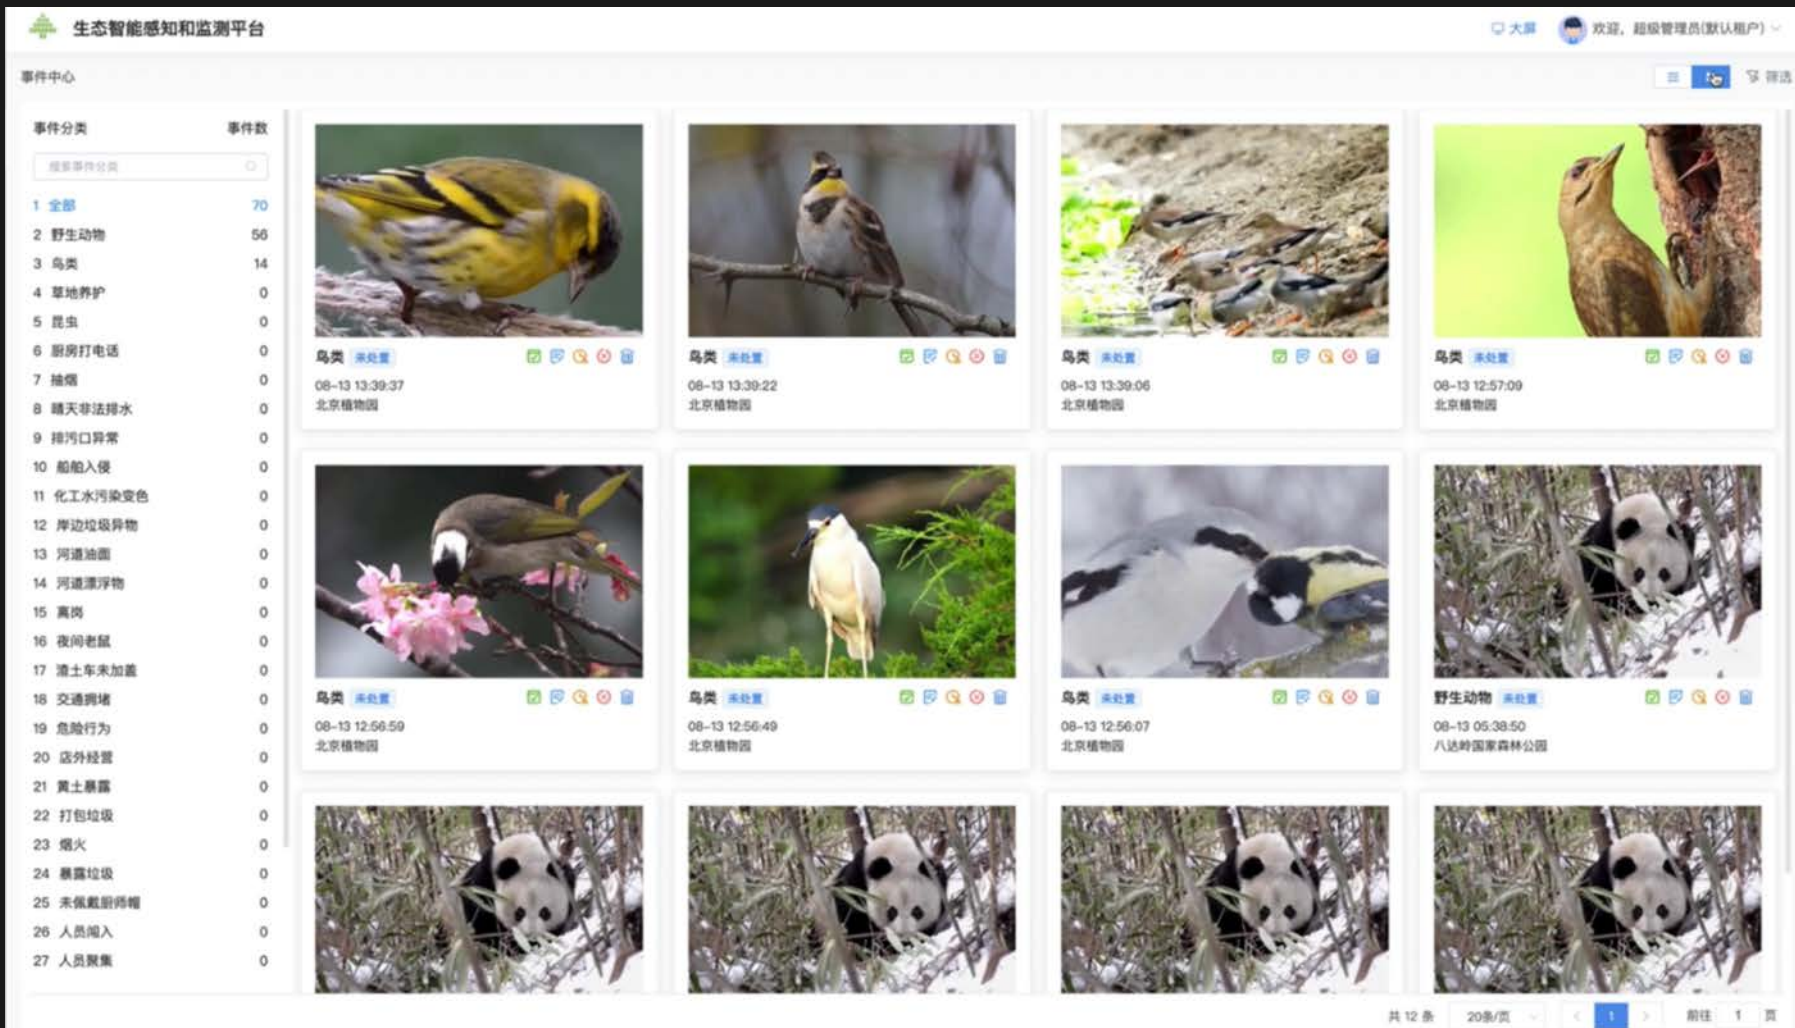 生态智能感知和监测平台
大屏
欢迎，超级管理员(默认租户)
事件中心
筛选
事件分类 事件数
搜索事件分类
1 全部 70
2 野生动物 56
3 鸟类 14
4 草地养护 0
5 昆虫 0
6 厨房打电话 0
7 抽烟 0
8 晴天非法排水 0
9 排污口异常 0
10 船舶入侵 0
11 化工水污染变色 0
12 岸边垃圾异物 0
13 河道油面 0
14 河道漂浮物 0
15 离岗 0
16 夜间老鼠 0
17 渣土车未加盖 0
18 交通拥堵 0
19 危险行为 0
20 店外经营 0
21 黄土暴露 0
22 打包垃圾 0
23 烟火 0
24 暴露垃圾 0
25 未佩戴厨师帽 0
26 人员闯入 0
27 人员聚集 0
鸟类 未处置
08-13 13:39:37
北京植物园
鸟类 未处置
08-13 13:39:22
北京植物园
鸟类 未处置
08-13 13:39:06
北京植物园
鸟类 未处置
08-13 12:57:09
北京植物园
鸟类 未处置
08-13 12:56:59
北京植物园
鸟类 未处置
08-13 12:56:49
北京植物园
鸟类 未处置
08-13 12:56:07
北京植物园
野生动物 未处置
08-13 05:38:50
八达岭国家森林公园
共 12 条
20条/页
1
前往 1 页